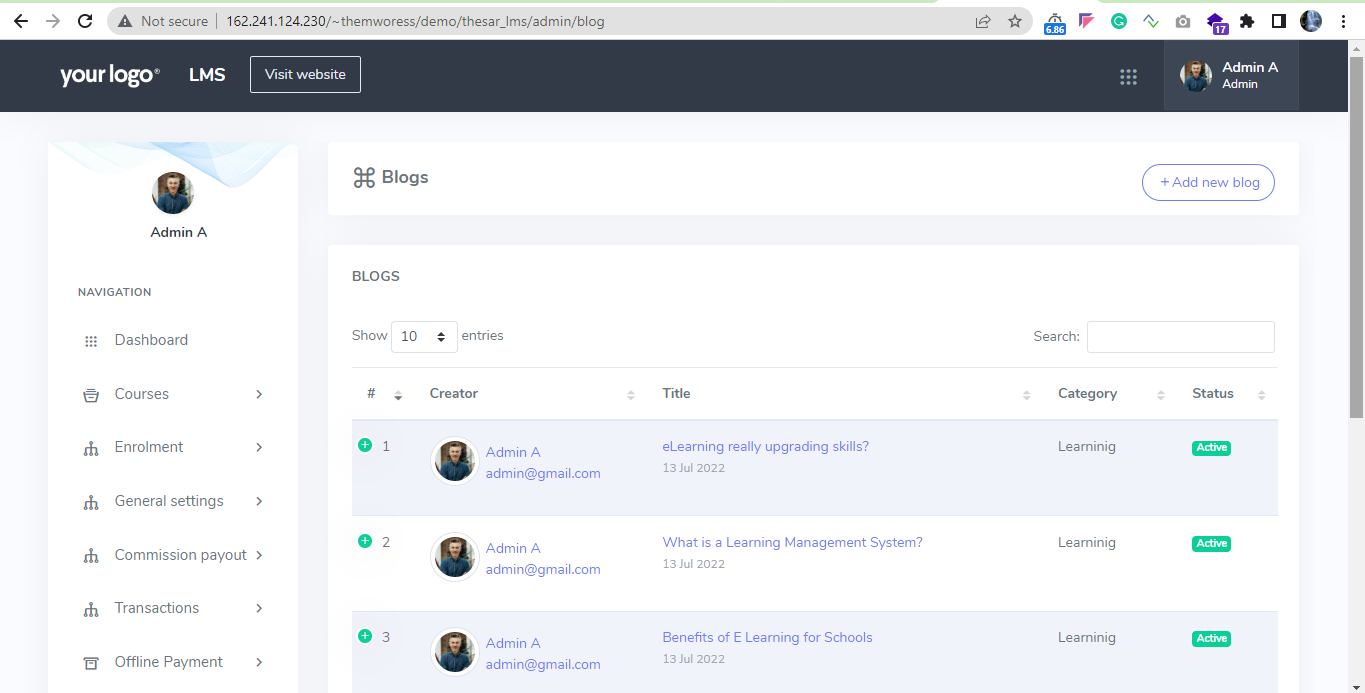 Not secure | 162.241.124.230/~themworess/demo/thesar_lms/admin/blog
6.86
17
your logo® LMS Visit website
Admin A
Admin
Admin A
NAVIGATION
Dashboard
Courses
Enrolment
General settings
Commission payout
Transactions
Offline Payment
Blogs
+ Add new blog
BLOGS
Show 10 entries
Search:
# Creator Title Category Status
1 Admin A eLearning really upgrading skills? Learninig Active
admin@gmail.com 13 Jul 2022
2 Admin A What is a Learning Management System? Learninig Active
admin@gmail.com 13 Jul 2022
3 Admin A Benefits of E Learning for Schools Learninig Active
admin@gmail.com 13 Jul 2022